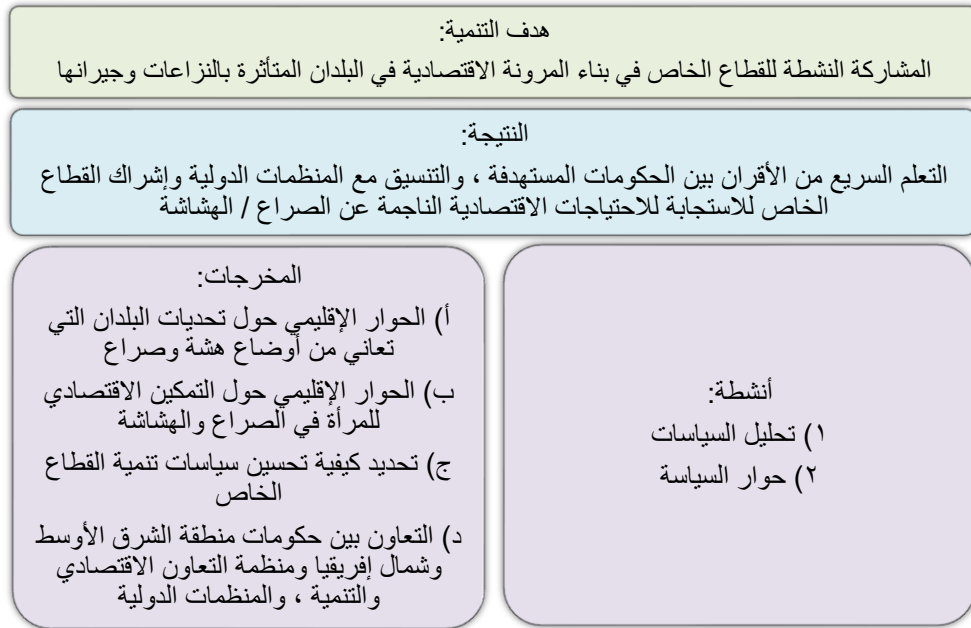 هدف التنمية:
المشاركة النشطة للقطاع الخاص في بناء المرونة الاقتصادية في البلدان المتأثرة بالنزاعات وجيرانها
النتيجة:
التعلم السريع من الأقران بين الحكومات المستهدفة ، والتنسيق مع المنظمات الدولية وإشراك القطاع
الخاص للاستجابة للاحتياجات الاقتصادية الناجمة عن الصراع / الهشاشة
المخرجات:
أ) الحوار الإقليمي حول تحديات البلدان التي
تعاني من أوضاع هشة وصراع
ب) الحوار الإقليمي حول التمكين الاقتصادي
للمرأة في الصراع والهشاشة
ج) تحديد كيفية تحسين سياسات تنمية القطاع
الخاص
د) التعاون بين حكومات منطقة الشرق الأوسط
وشمال إفريقيا ومنظمة التعاون الاقتصادي
والتنمية ، والمنظمات الدولية
أنشطة:
١) تحليل السياسات
٢) حوار السياسة